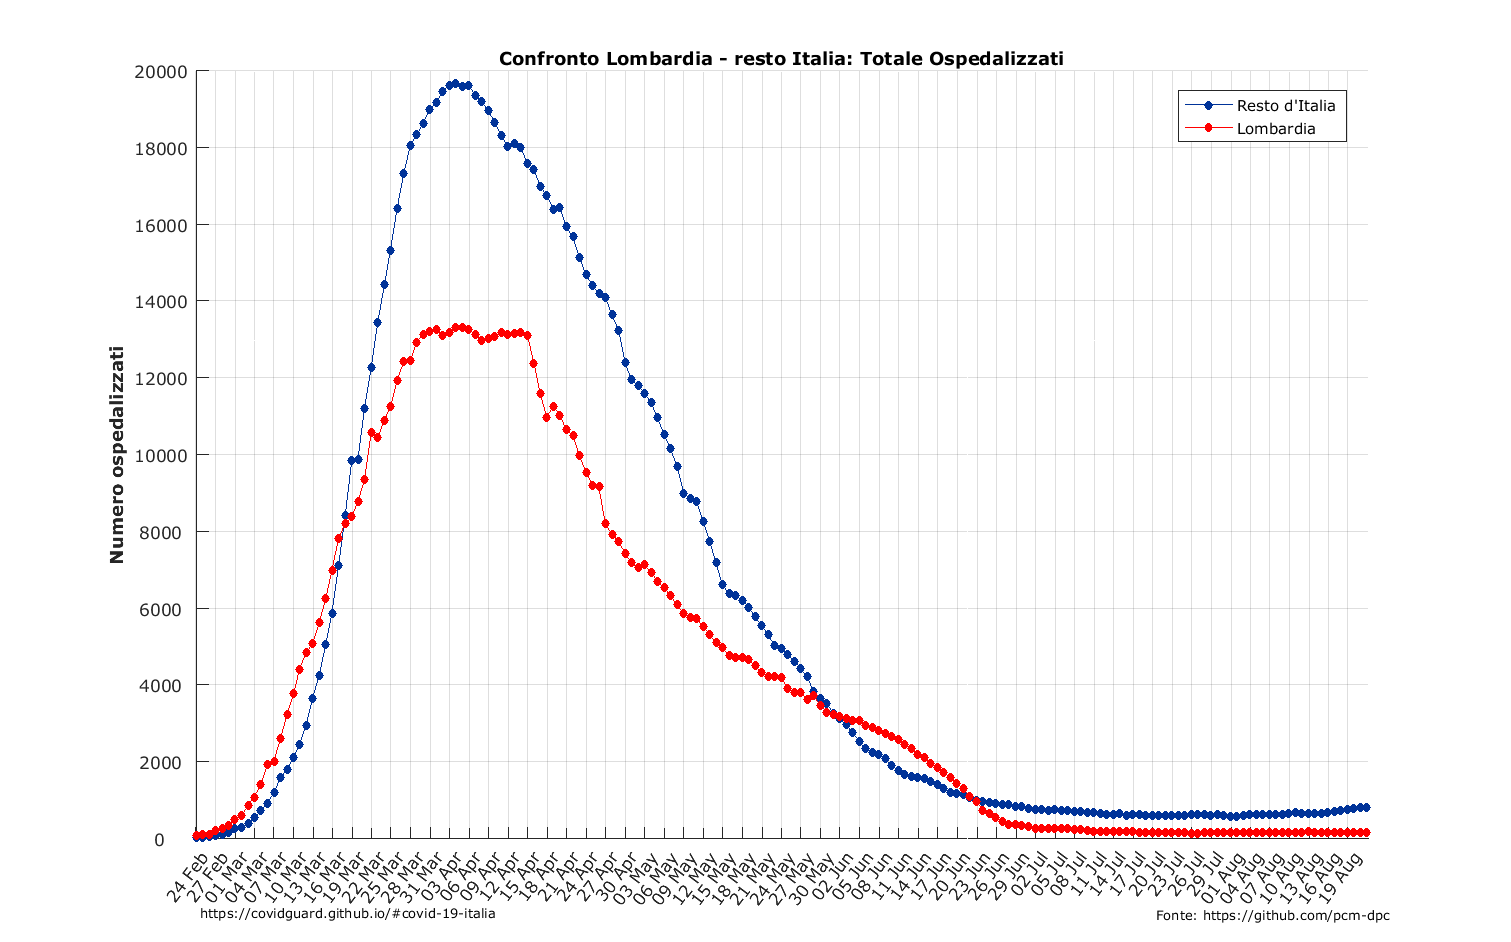 Confronto Lombardia - resto Italia: Totale Ospedalizzati
20000
18000
16000
14000
12000
10000
8000
6000
4000
2000
0
Numero ospedalizzati
Resto d'Italia
Lombardia
24 Feb
27 Feb
01 Mar
04 Mar
07 Mar
10 Mar
13 Mar
16 Mar
19 Mar
22 Mar
25 Mar
28 Mar
31 Mar
03 Apr
06 Apr
09 Apr
12 Apr
15 Apr
18 Apr
21 Apr
24 Apr
27 Apr
30 Apr
03 May
06 May
09 May
12 May
15 May
18 May
21 May
24 May
27 May
30 May
02 Jun
05 Jun
08 Jun
11 Jun
14 Jun
17 Jun
20 Jun
23 Jun
26 Jun
29 Jun
02 Jul
05 Jul
08 Jul
11 Jul
14 Jul
17 Jul
20 Jul
23 Jul
26 Jul
29 Jul
01 Aug
04 Aug
07 Aug
10 Aug
13 Aug
16 Aug
19 Aug
https://covidguard.github.io/#covid-19-italia
Fonte: https://github.com/pcm-dpc